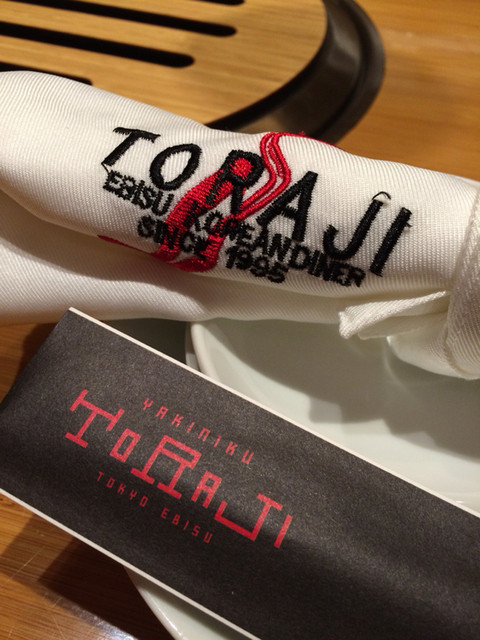 TORAJI
EBISU KOREAN DINER
SINCE 1995
YAKINIKU
TORAJI
TOKYO EBISU